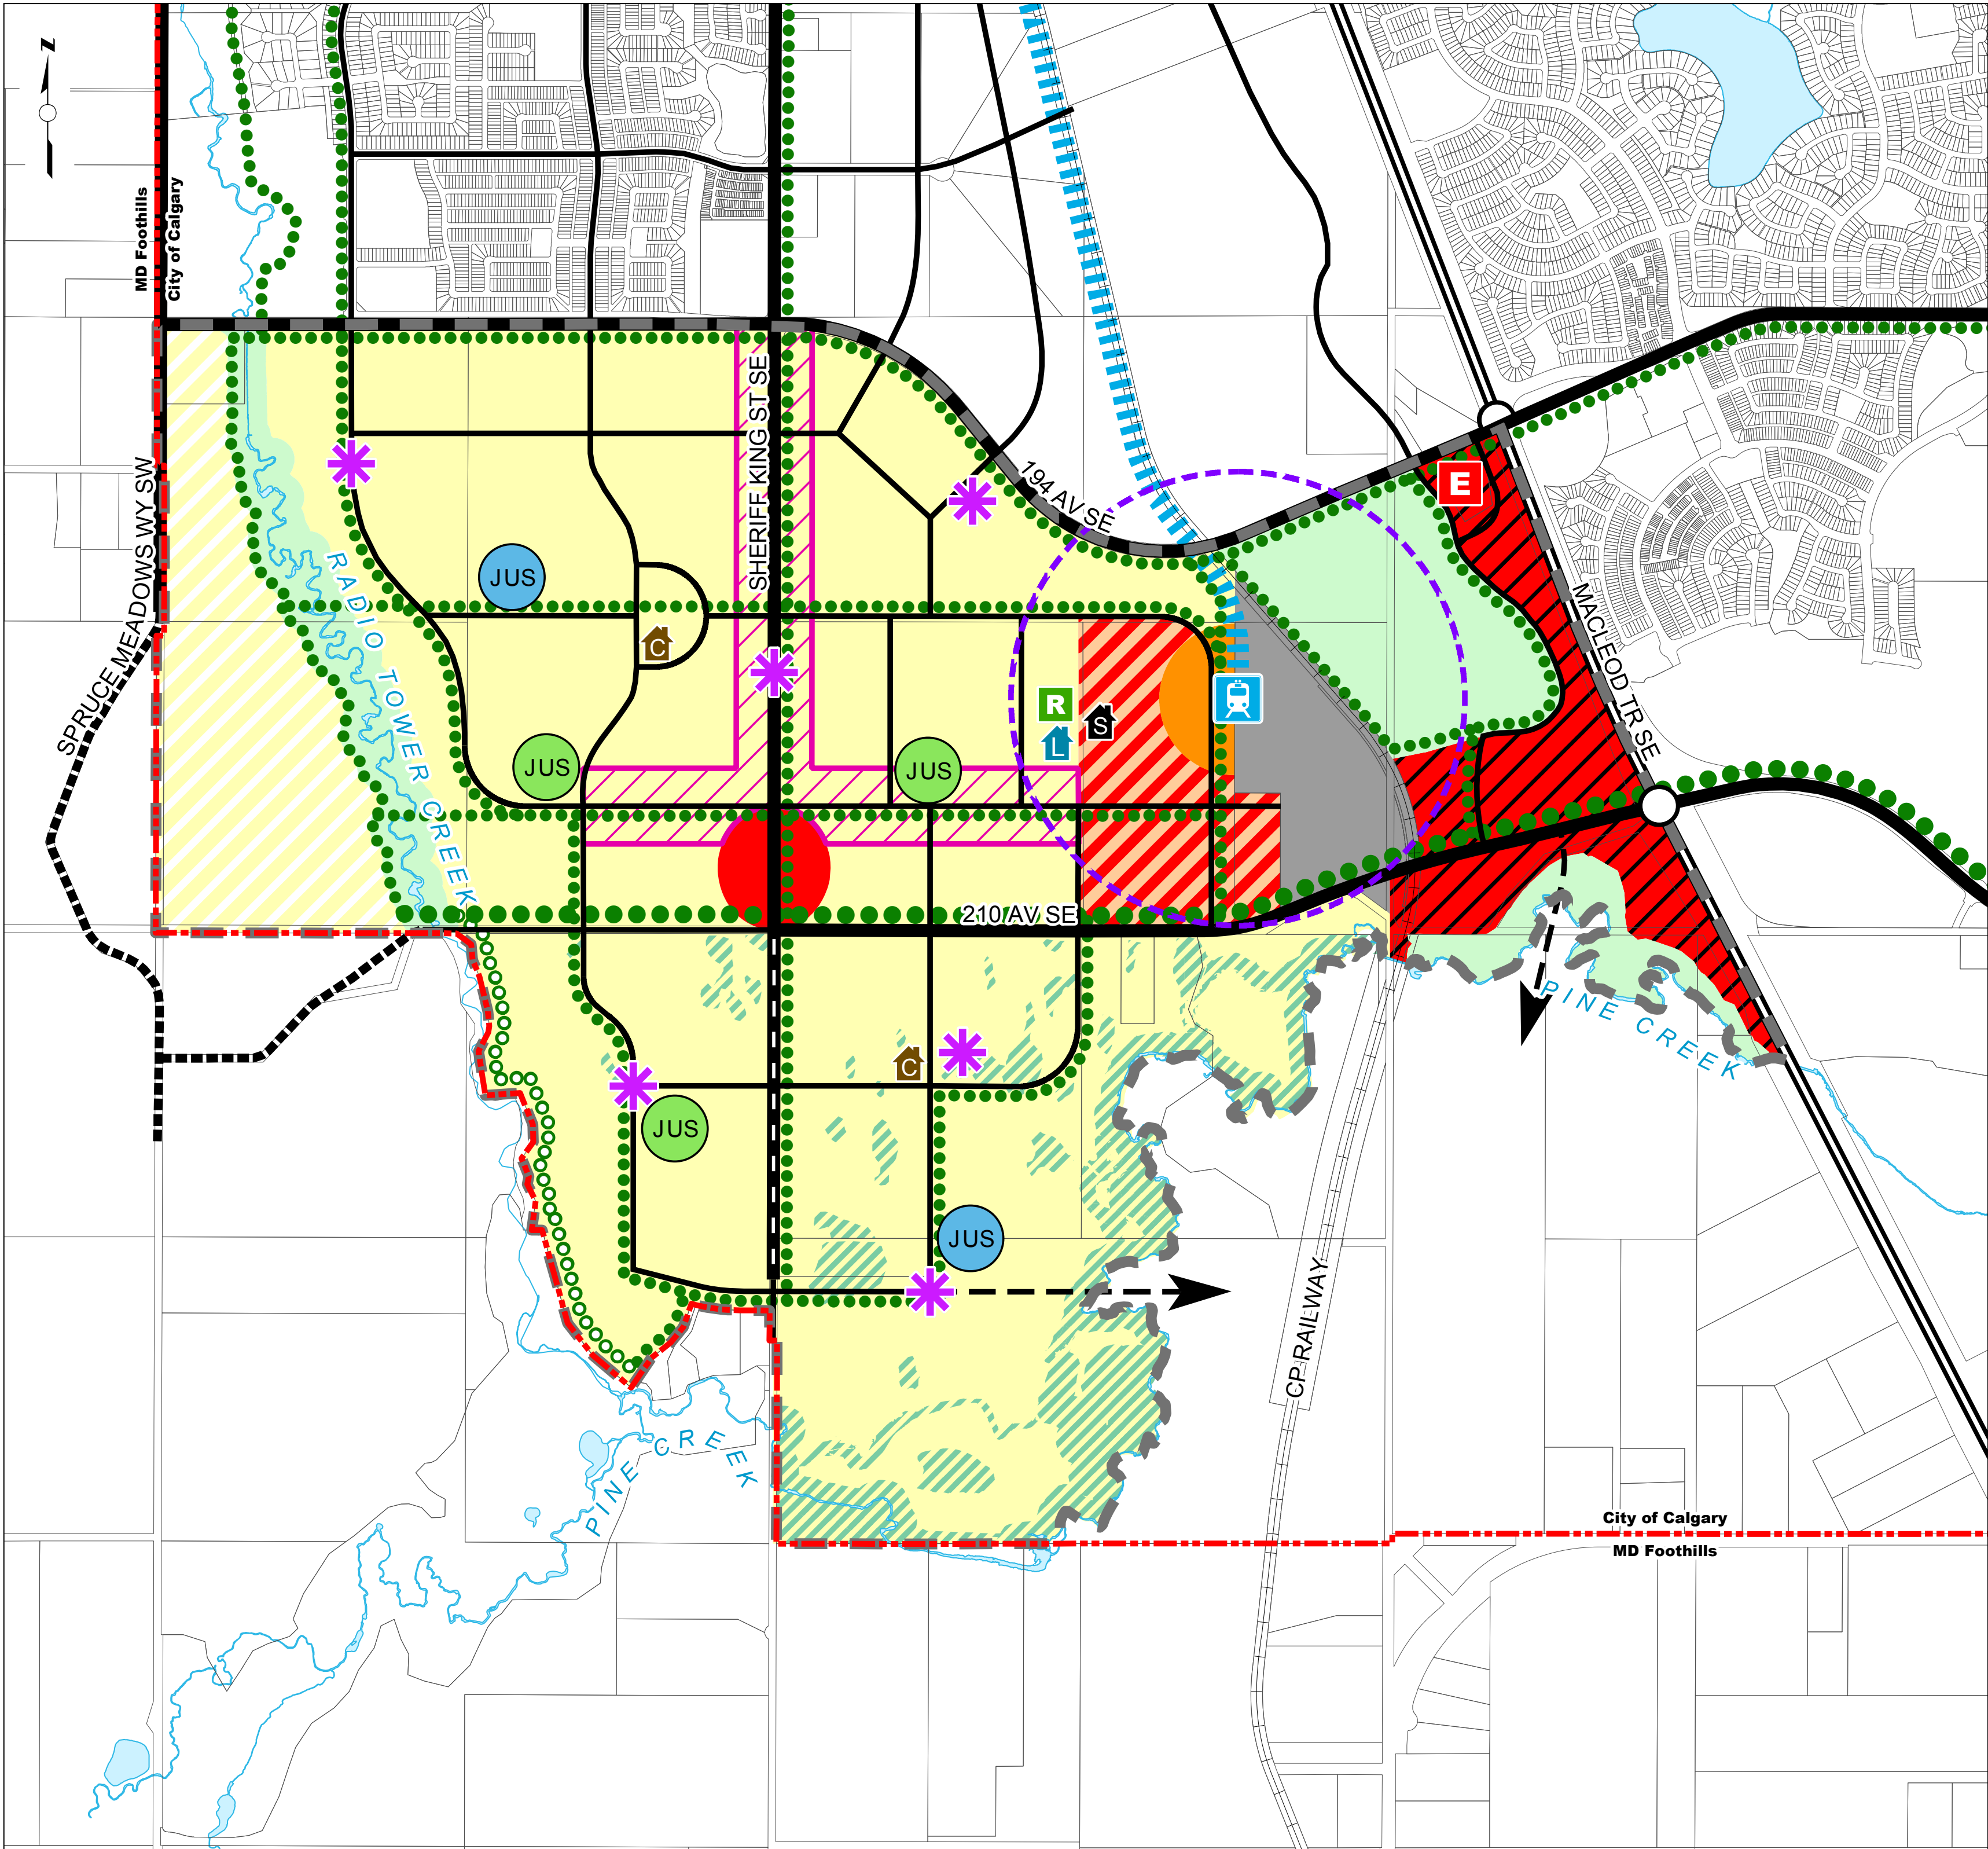 N
MD Foothills
City of Calgary
SHERIFF KING ST SE
194 AV SE
E
SPRUCE MEADOWS WY SW
RADIO TOWER CREEK
JUS
C
MACLEOD TR SE
R
S
L
JUS
JUS
210 AV SE
PINE CREEK
C
JUS
JUS
CP RAILWAY
PINE CREEK
City of Calgary
MD Foothills